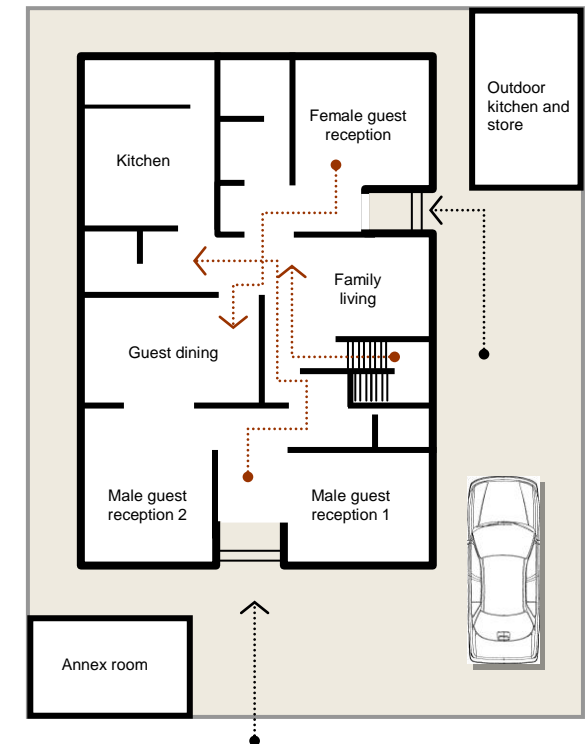 Outdoor
kitchen and
store
Female guest
reception
Kitchen
Family
living
Guest dining
Male guest
reception 2
Male guest
reception 1
Annex room